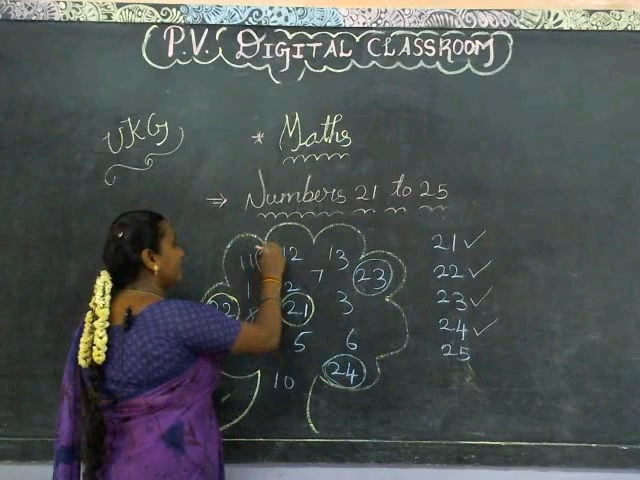 P.V. DIGITAL CLASSROOM
UKG
* Maths
⇒ Numbers 21 to 25
11 12 13
7 23
1 2
22 21 3
5 6
10 24
21 ✓
22 ✓
23 ✓
24 ✓
25